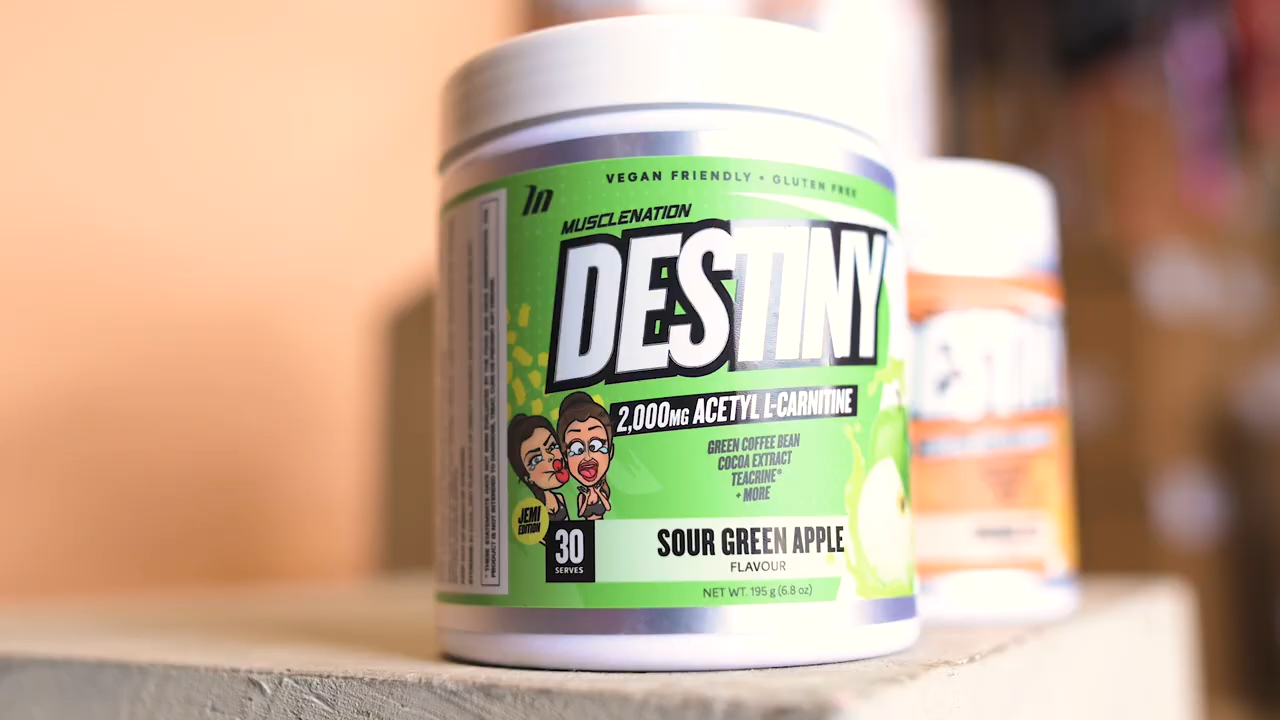 VEGAN FRIENDLY • GLUTEN FREE
MUSCLENATION
DESTINY
2,000MG ACETYL L-CARNITINE
GREEN COFFEE BEAN
COCOA EXTRACT
TEACRINE®
+ MORE
JEMI
EDITION
30
SERVES
SOUR GREEN APPLE
FLAVOUR
NET WT. 195 g (6.8 oz)